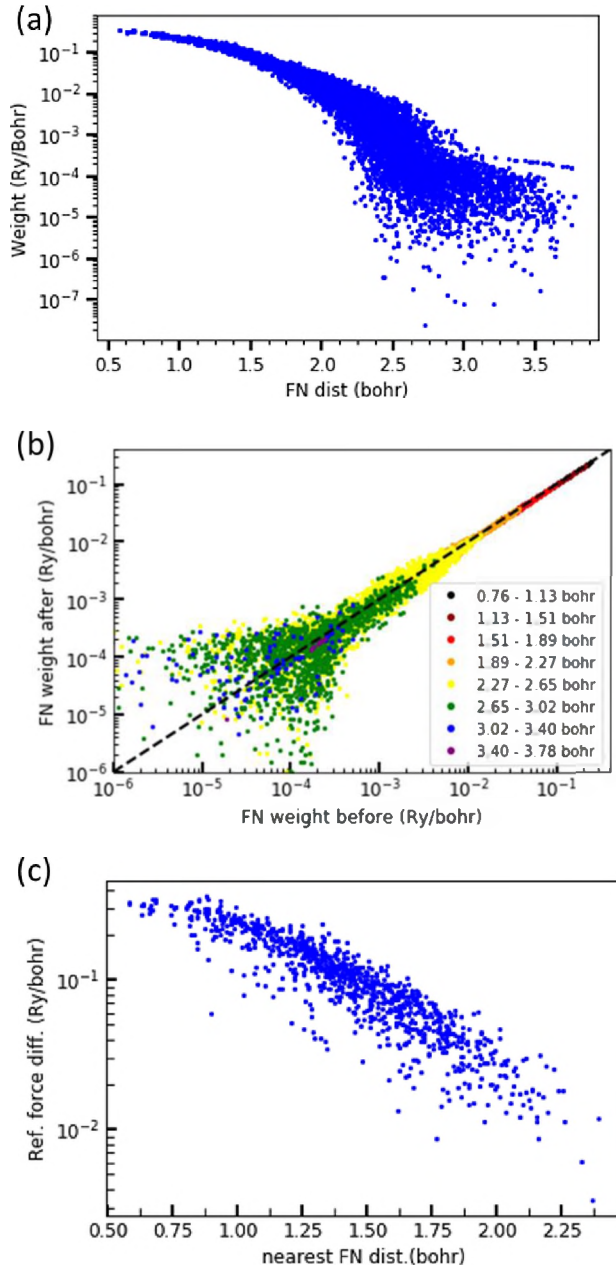 (a)
Weight (Ry/Bohr)
10⁻¹
10⁻²
10⁻³
10⁻⁴
10⁻⁵
10⁻⁶
10⁻⁷
0.5 1.0 1.5 2.0 2.5 3.0 3.5
FN dist (bohr)
(b)
FN weight after (Ry/bohr)
10⁻¹
10⁻²
10⁻³
10⁻⁴
10⁻⁵
10⁻⁶
0.76 - 1.13 bohr
1.13 - 1.51 bohr
1.51 - 1.89 bohr
1.89 - 2.27 bohr
2.27 - 2.65 bohr
2.65 - 3.02 bohr
3.02 - 3.40 bohr
3.40 - 3.78 bohr
10⁻⁶ 10⁻⁵ 10⁻⁴ 10⁻³ 10⁻² 10⁻¹
FN weight before (Ry/bohr)
(c)
Ref. force diff. (Ry/bohr)
10⁻¹
10⁻²
0.50 0.75 1.00 1.25 1.50 1.75 2.00 2.25
nearest FN dist.(bohr)